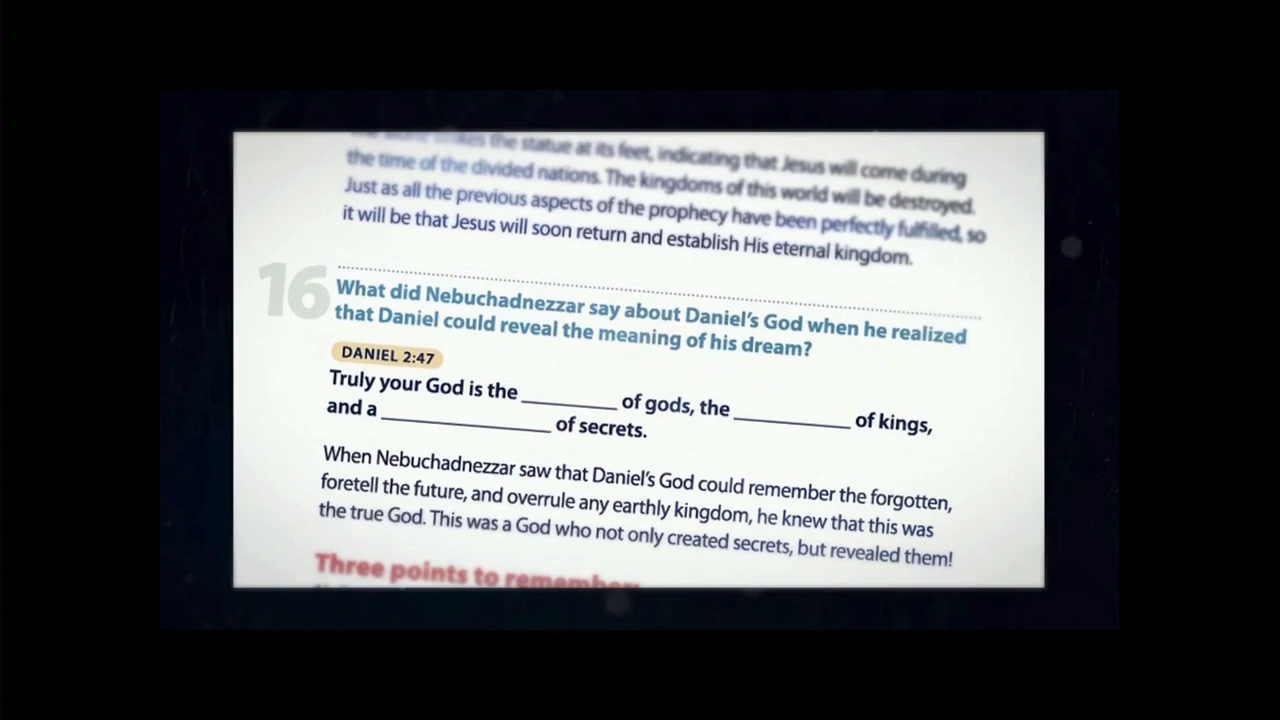 strikes the statue at its feet, indicating that Jesus will come during
the time of the divided nations. The kingdoms of this world will be destroyed.
Just as all the previous aspects of the prophecy have been perfectly fulfilled, so
it will be that Jesus will soon return and establish His eternal kingdom.
16
What did Nebuchadnezzar say about Daniel's God when he realized
that Daniel could reveal the meaning of his dream?
DANIEL 2:47
Truly your God is the ________ of gods, the __________ of kings,
and a ______________ of secrets.
When Nebuchadnezzar saw that Daniel's God could remember the forgotten,
foretell the future, and overrule any earthly kingdom, he knew that this was
the true God. This was a God who not only created secrets, but revealed them!
Three points to remember: